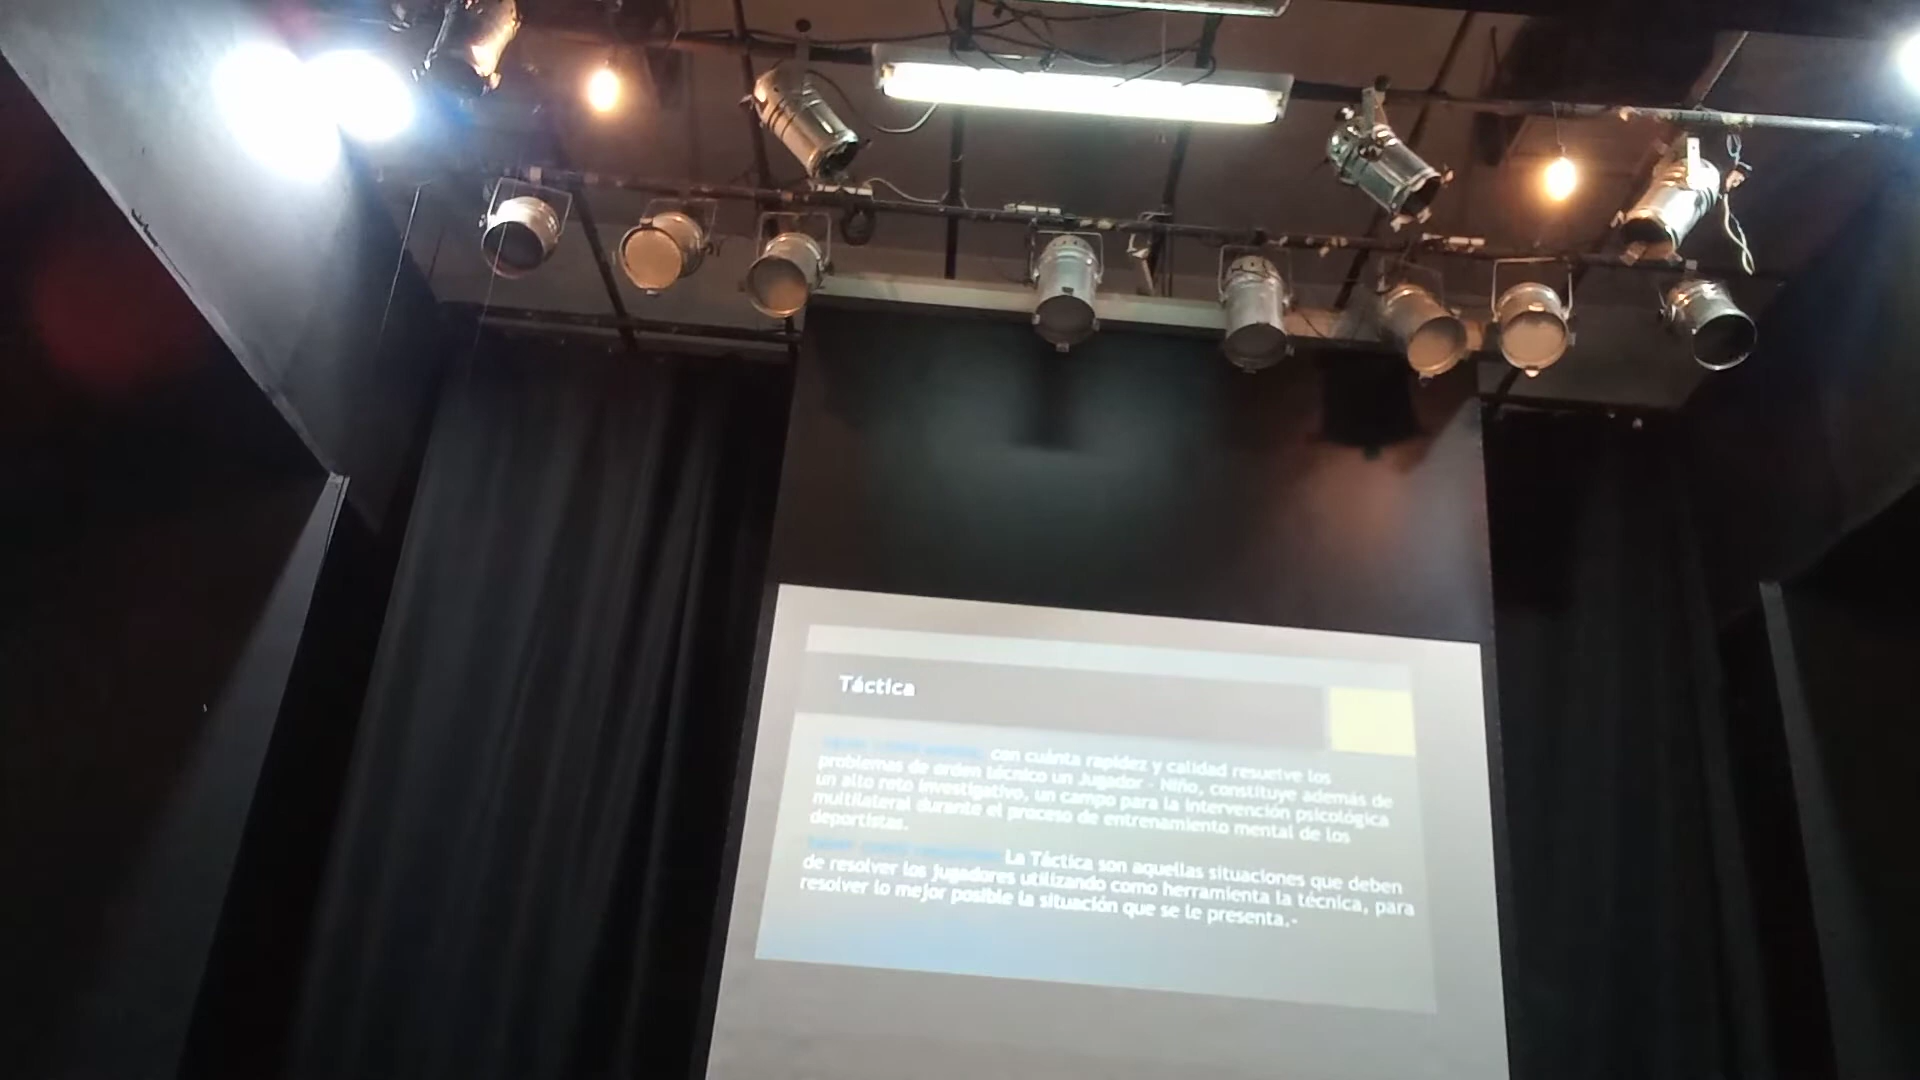 Táctica
con cuánta rapidez y calidad resuelve los
problemas de orden técnico un Jugador - Niño, constituye además de
un alto reto investigativo, un campo para la intervención psicológica
multilateral durante el proceso de entrenamiento mental de los
deportistas.
La Táctica son aquellas situaciones que deben
de resolver los jugadores utilizando como herramienta la técnica, para
resolver lo mejor posible la situación que se le presenta.-